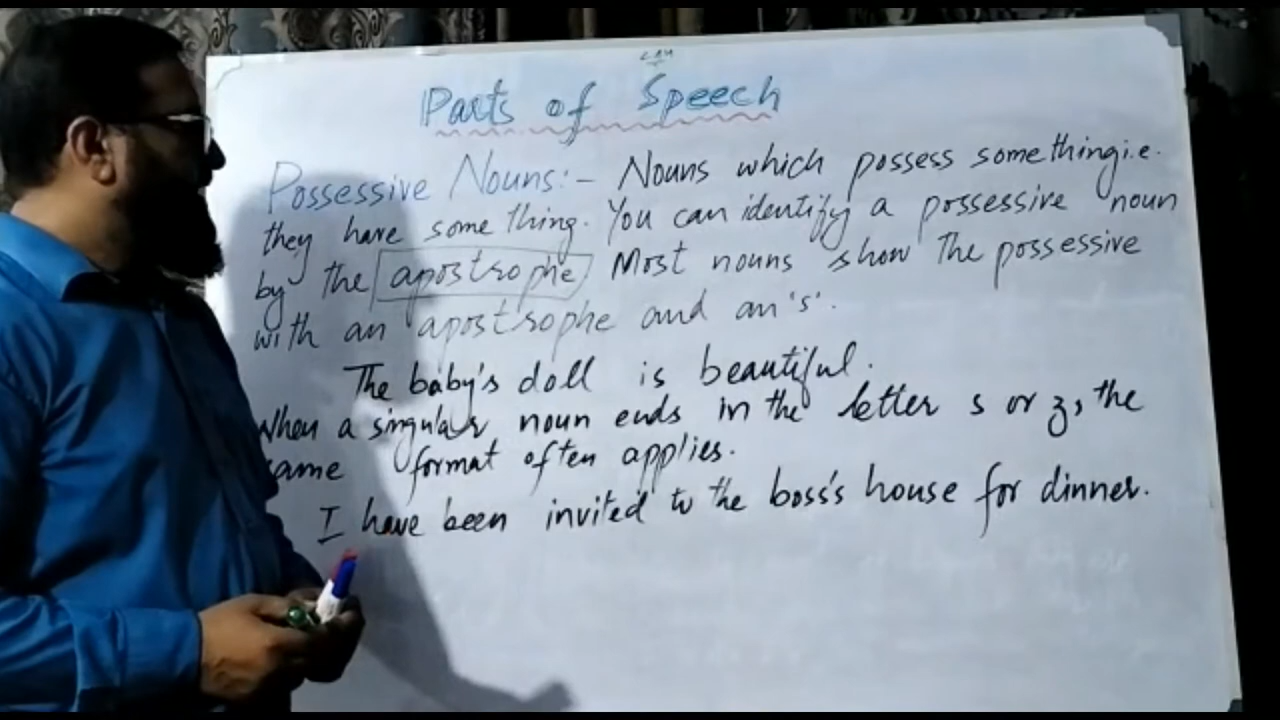 Parts of Speech
Possessive Nouns:- Nouns which possess something i.e.
they have some thing. You can identify a possessive noun
by the apostrophe Most nouns show the possessive
with an apostrophe and an 's'.
The baby's doll is beautiful.
When a singular noun ends in the letter s or z, the
same format often applies.
I have been invited to the boss's house for dinner.